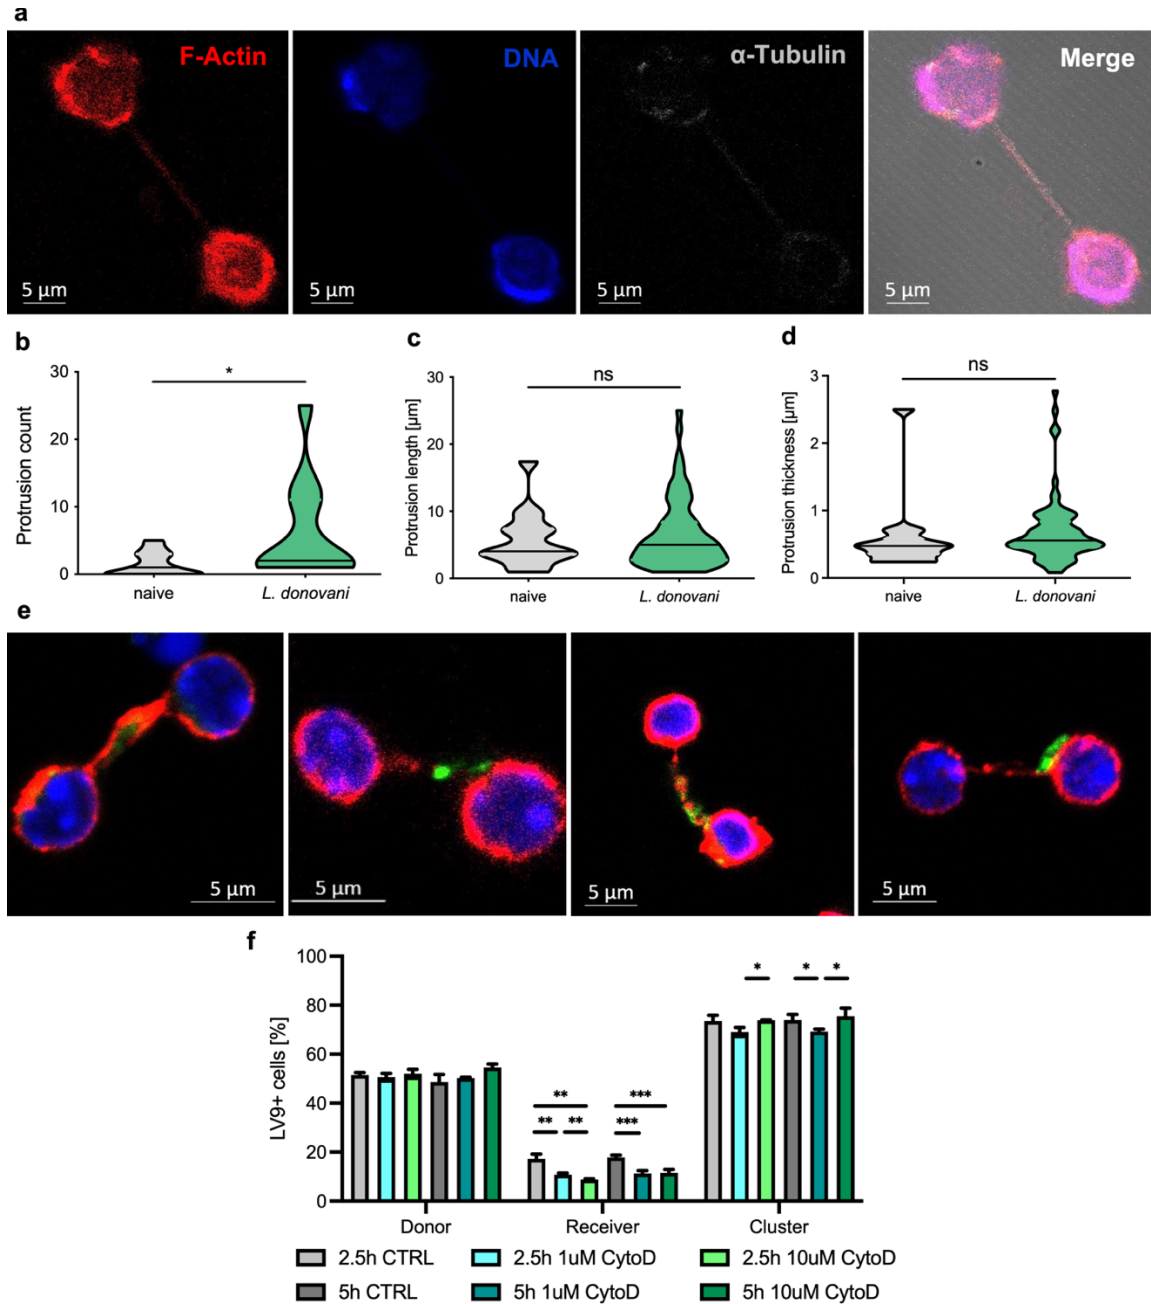 a
F-Actin
DNA
α-Tubulin
Merge
5 µm
5 µm
5 µm
5 µm
b
c
d
30
20
10
0
Protrusion count
*
naive
L. donovani
30
20
10
0
Protrusion length [µm]
ns
naive
L. donovani
3
2
1
0
Protrusion thickness [µm]
ns
naive
L. donovani
e
5 µm
5 µm
5 µm
5 µm
f
100
80
60
40
20
0
LV9+ cells [%]
** ***
** ** ***
* * *
Donor Receiver Cluster
2.5h CTRL 2.5h 1uM CytoD 2.5h 10uM CytoD
5h CTRL 5h 1uM CytoD 5h 10uM CytoD